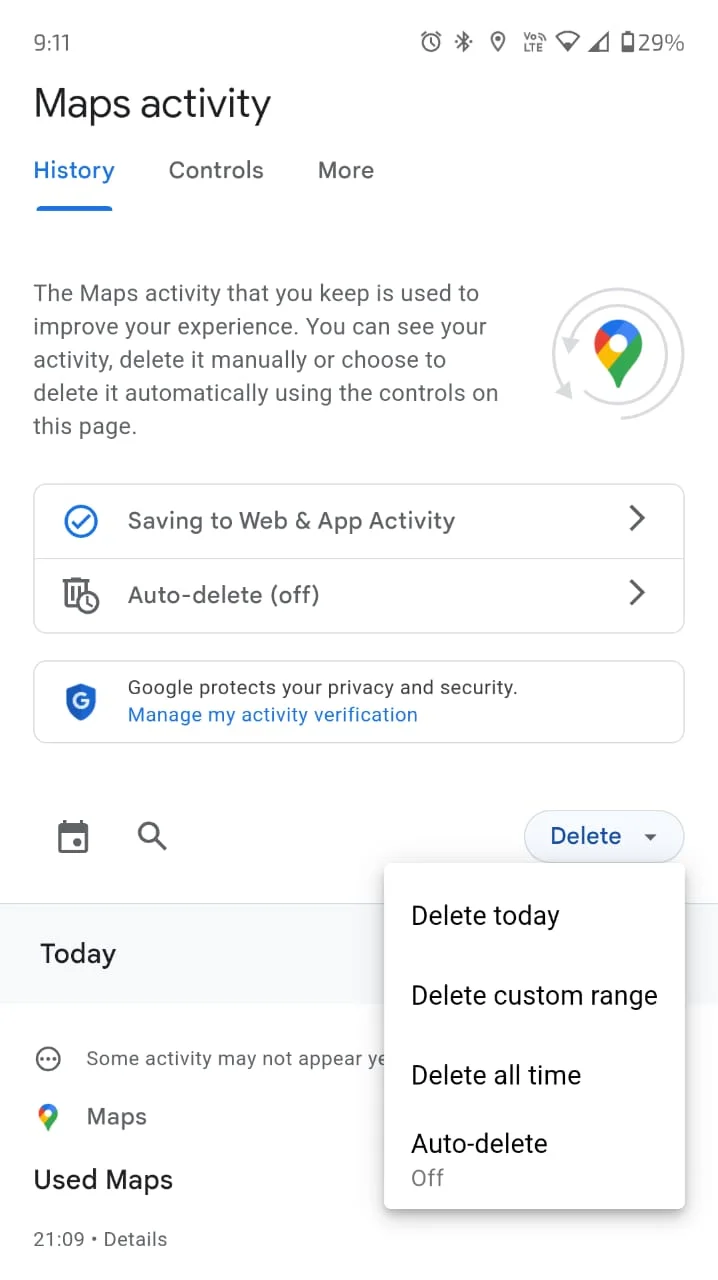 9:11
Vo LTE
29%
Maps activity
History Controls More
The Maps activity that you keep is used to
improve your experience. You can see your
activity, delete it manually or choose to
delete it automatically using the controls on
this page.
Saving to Web & App Activity
Auto-delete (off)
G
Google protects your privacy and security.
Manage my activity verification
Delete
Delete today
Today
Delete custom range
Some activity may not appear ye
Delete all time
Maps
Auto-delete
Off
Used Maps
21:09 • Details